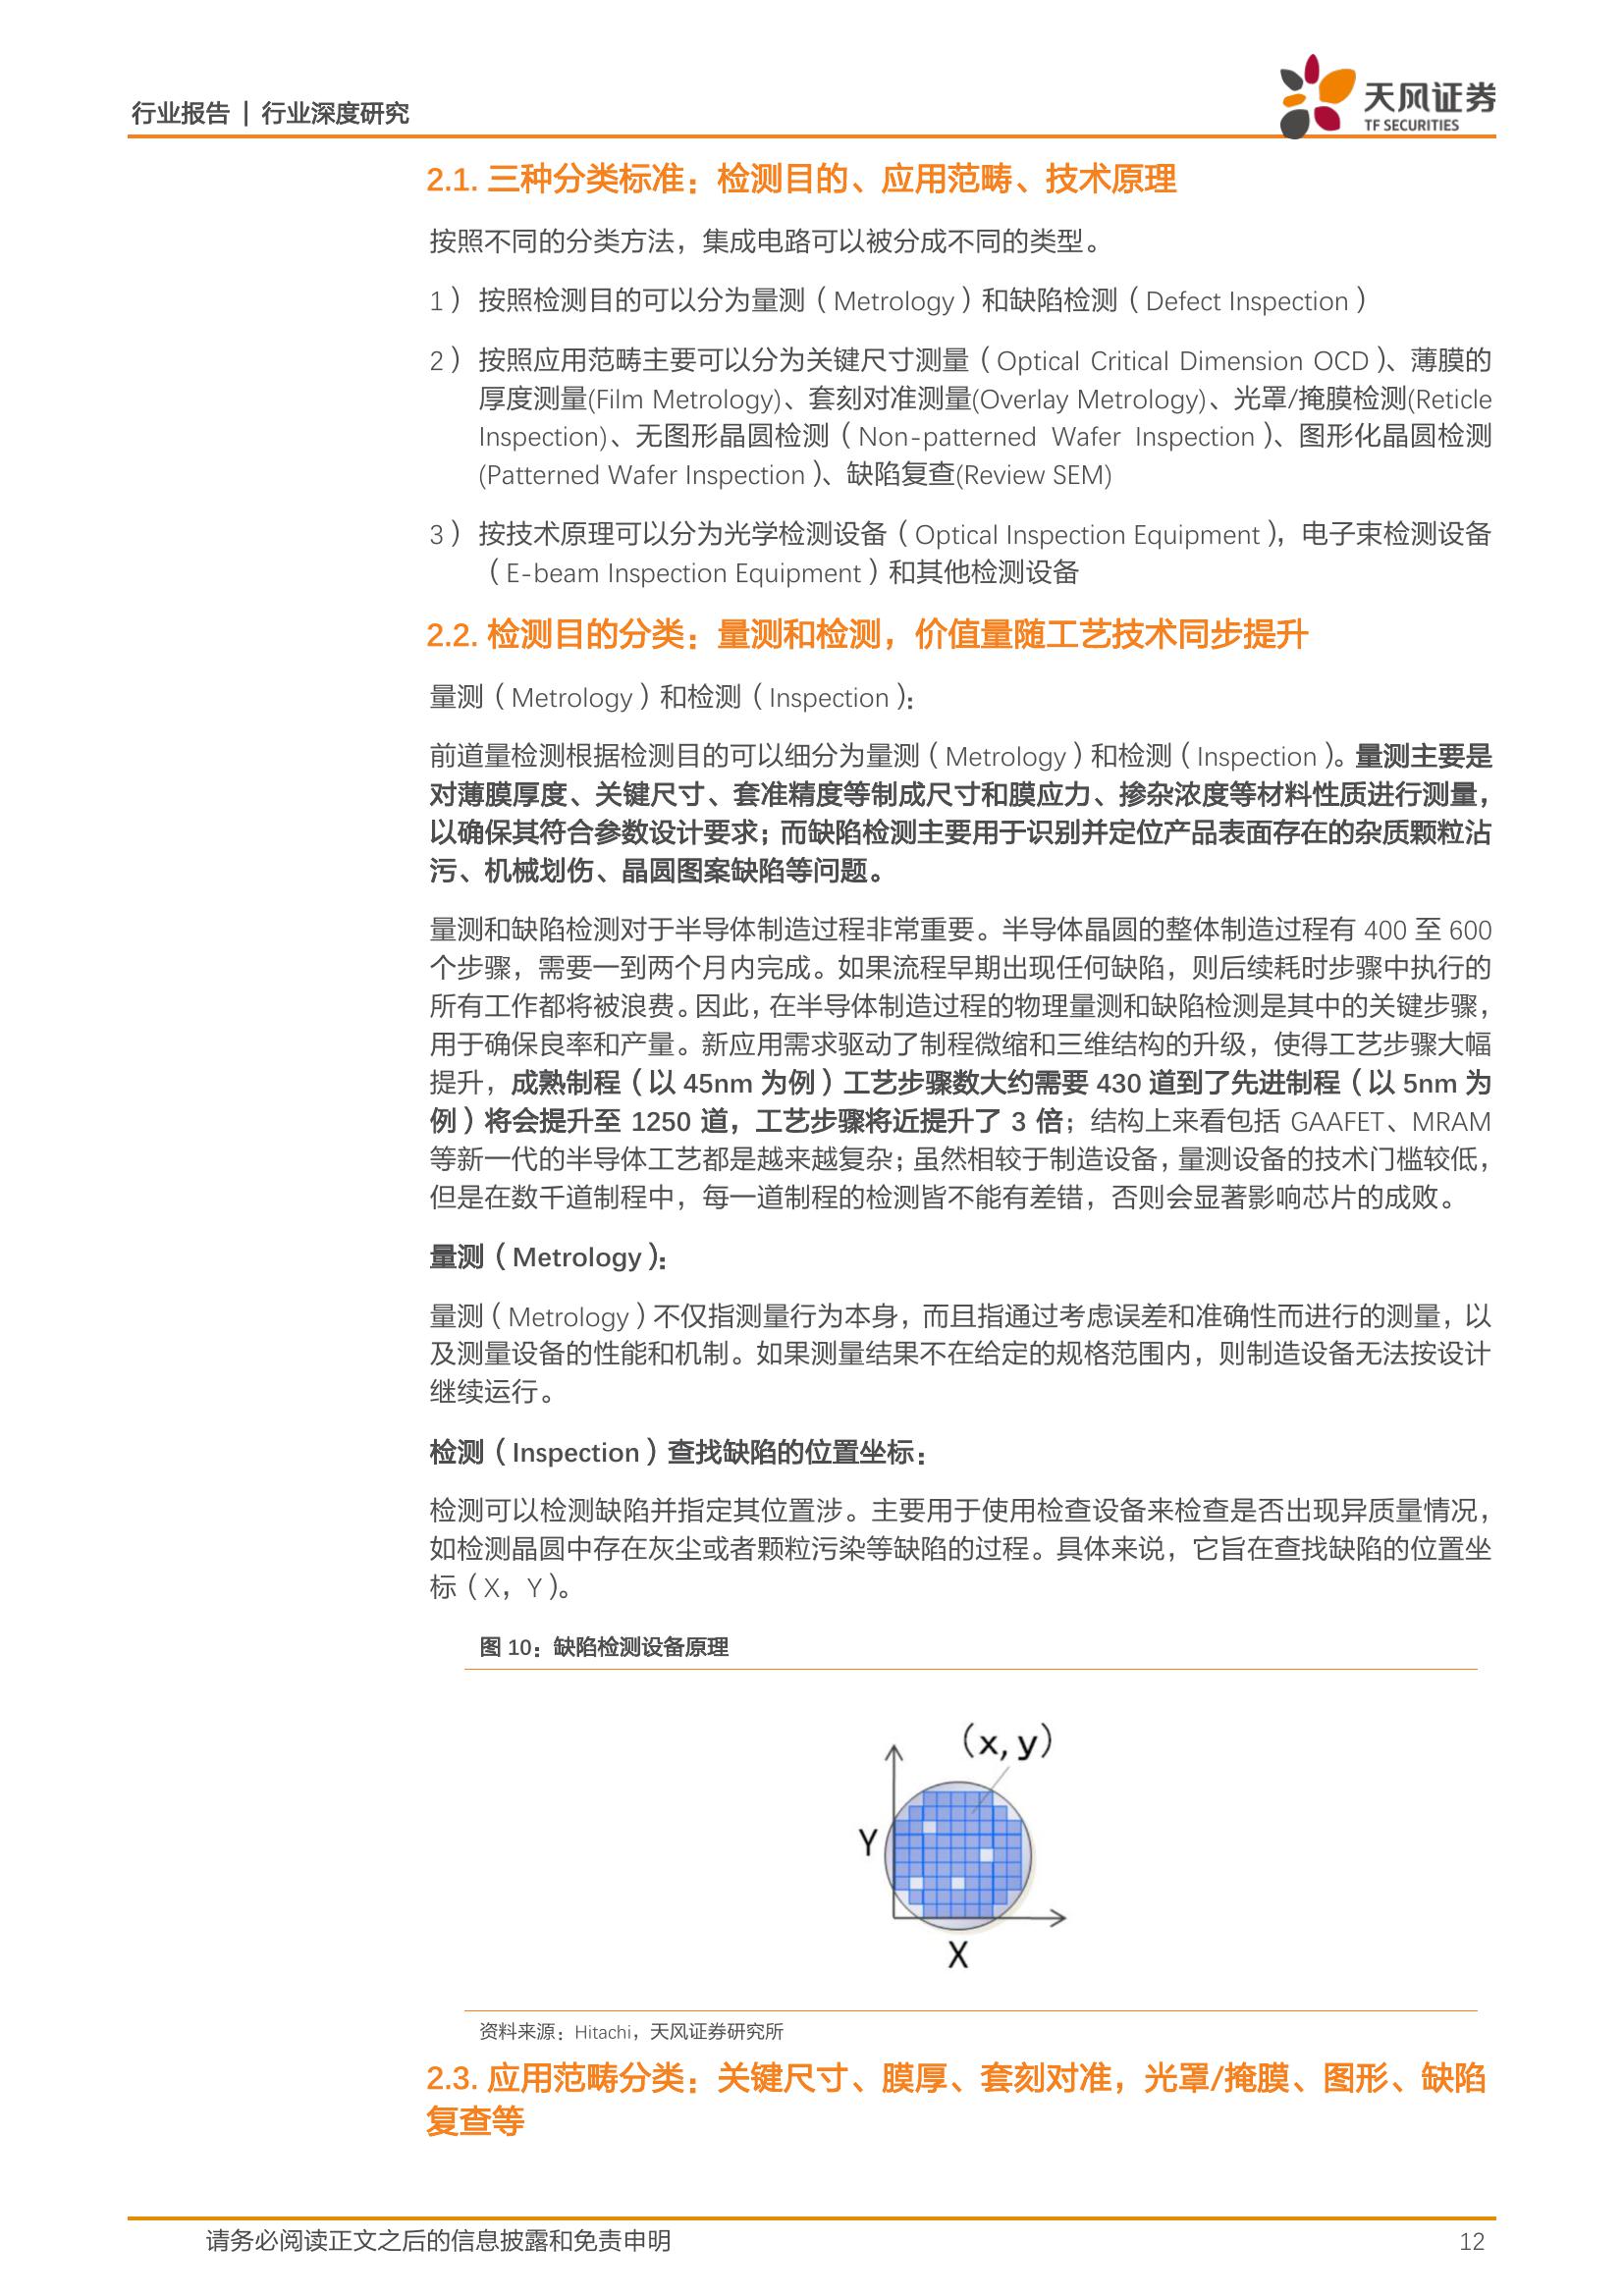 行业报告 | 行业深度研究
天风证券
TF SECURITIES
2.1. 三种分类标准：检测目的、应用范畴、技术原理
按照不同的分类方法，集成电路可以被分成不同的类型。
1） 按照检测目的可以分为量测（Metrology）和缺陷检测（Defect Inspection）
2） 按照应用范畴主要可以分为关键尺寸测量（Optical Critical Dimension OCD）、薄膜的
厚度测量(Film Metrology)、套刻对准测量(Overlay Metrology)、光罩/掩膜检测(Reticle
Inspection)、无图形晶圆检测（Non-patterned Wafer Inspection）、图形化晶圆检测
(Patterned Wafer Inspection）、缺陷复查(Review SEM)
3） 按技术原理可以分为光学检测设备（Optical Inspection Equipment），电子束检测设备
（E-beam Inspection Equipment）和其他检测设备
2.2. 检测目的分类：量测和检测，价值量随工艺技术同步提升
量测（Metrology）和检测（Inspection）：
前道量检测根据检测目的可以细分为量测（Metrology）和检测（Inspection）。量测主要是
对薄膜厚度、关键尺寸、套准精度等制成尺寸和膜应力、掺杂浓度等材料性质进行测量，
以确保其符合参数设计要求；而缺陷检测主要用于识别并定位产品表面存在的杂质颗粒沾
污、机械划伤、晶圆图案缺陷等问题。
量测和缺陷检测对于半导体制造过程非常重要。半导体晶圆的整体制造过程有 400 至 600
个步骤，需要一到两个月内完成。如果流程早期出现任何缺陷，则后续耗时步骤中执行的
所有工作都将被浪费。因此，在半导体制造过程的物理量测和缺陷检测是其中的关键步骤，
用于确保良率和产量。新应用需求驱动了制程微缩和三维结构的升级，使得工艺步骤大幅
提升，成熟制程（以 45nm 为例）工艺步骤数大约需要 430 道到了先进制程（以 5nm 为
例）将会提升至 1250 道，工艺步骤将近提升了 3 倍；结构上来看包括 GAAFET、MRAM
等新一代的半导体工艺都是越来越复杂；虽然相较于制造设备，量测设备的技术门槛较低，
但是在数千道制程中，每一道制程的检测皆不能有差错，否则会显著影响芯片的成败。
量测（Metrology）：
量测（Metrology）不仅指测量行为本身，而且指通过考虑误差和准确性而进行的测量，以
及测量设备的性能和机制。如果测量结果不在给定的规格范围内，则制造设备无法按设计
继续运行。
检测（Inspection）查找缺陷的位置坐标：
检测可以检测缺陷并指定其位置涉。主要用于使用检查设备来检查是否出现异质量情况，
如检测晶圆中存在灰尘或者颗粒污染等缺陷的过程。具体来说，它旨在查找缺陷的位置坐
标（X，Y）。
图 10：缺陷检测设备原理
(x,y)
Y
X
资料来源：Hitachi，天风证券研究所
2.3. 应用范畴分类：关键尺寸、膜厚、套刻对准，光罩/掩膜、图形、缺陷
复查等
请务必阅读正文之后的信息披露和免责申明
12